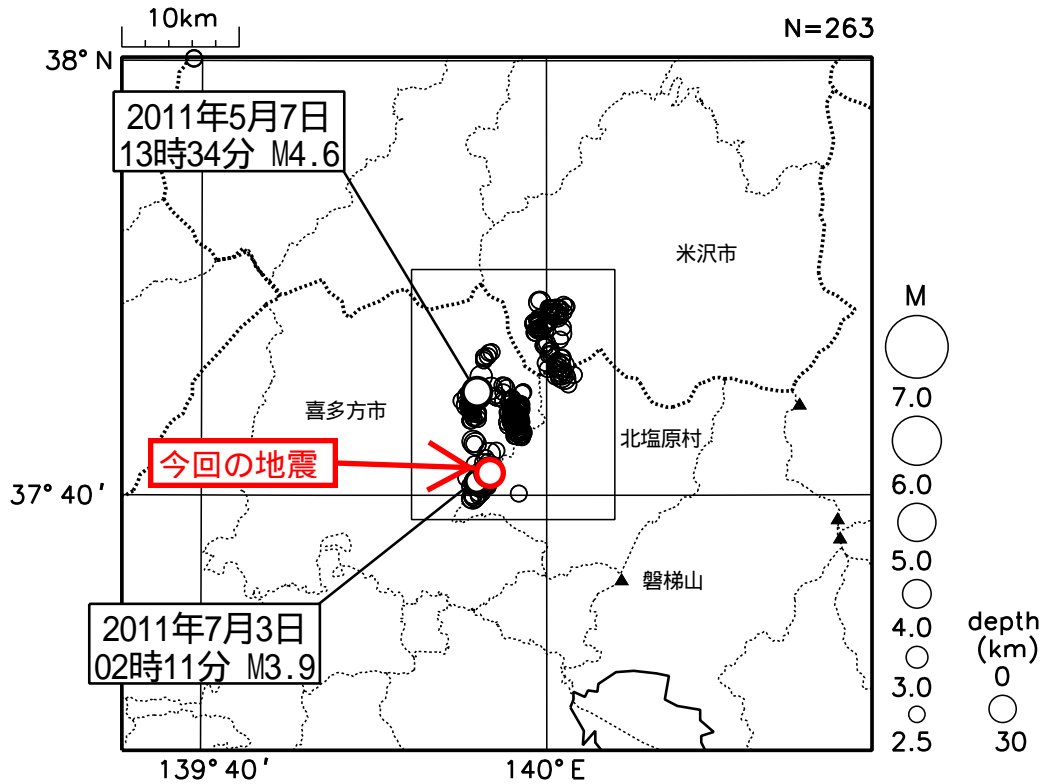 10km
N=263
38°N
2011年5月7日
13時34分 M4.6
米沢市
喜多方市
北塩原村
今回の地震
37°40′
磐梯山
2011年7月3日
02時11分 M3.9
139°40′
140°E
M
7.0
6.0
5.0
4.0
3.0
2.5
depth
(km)
0
30